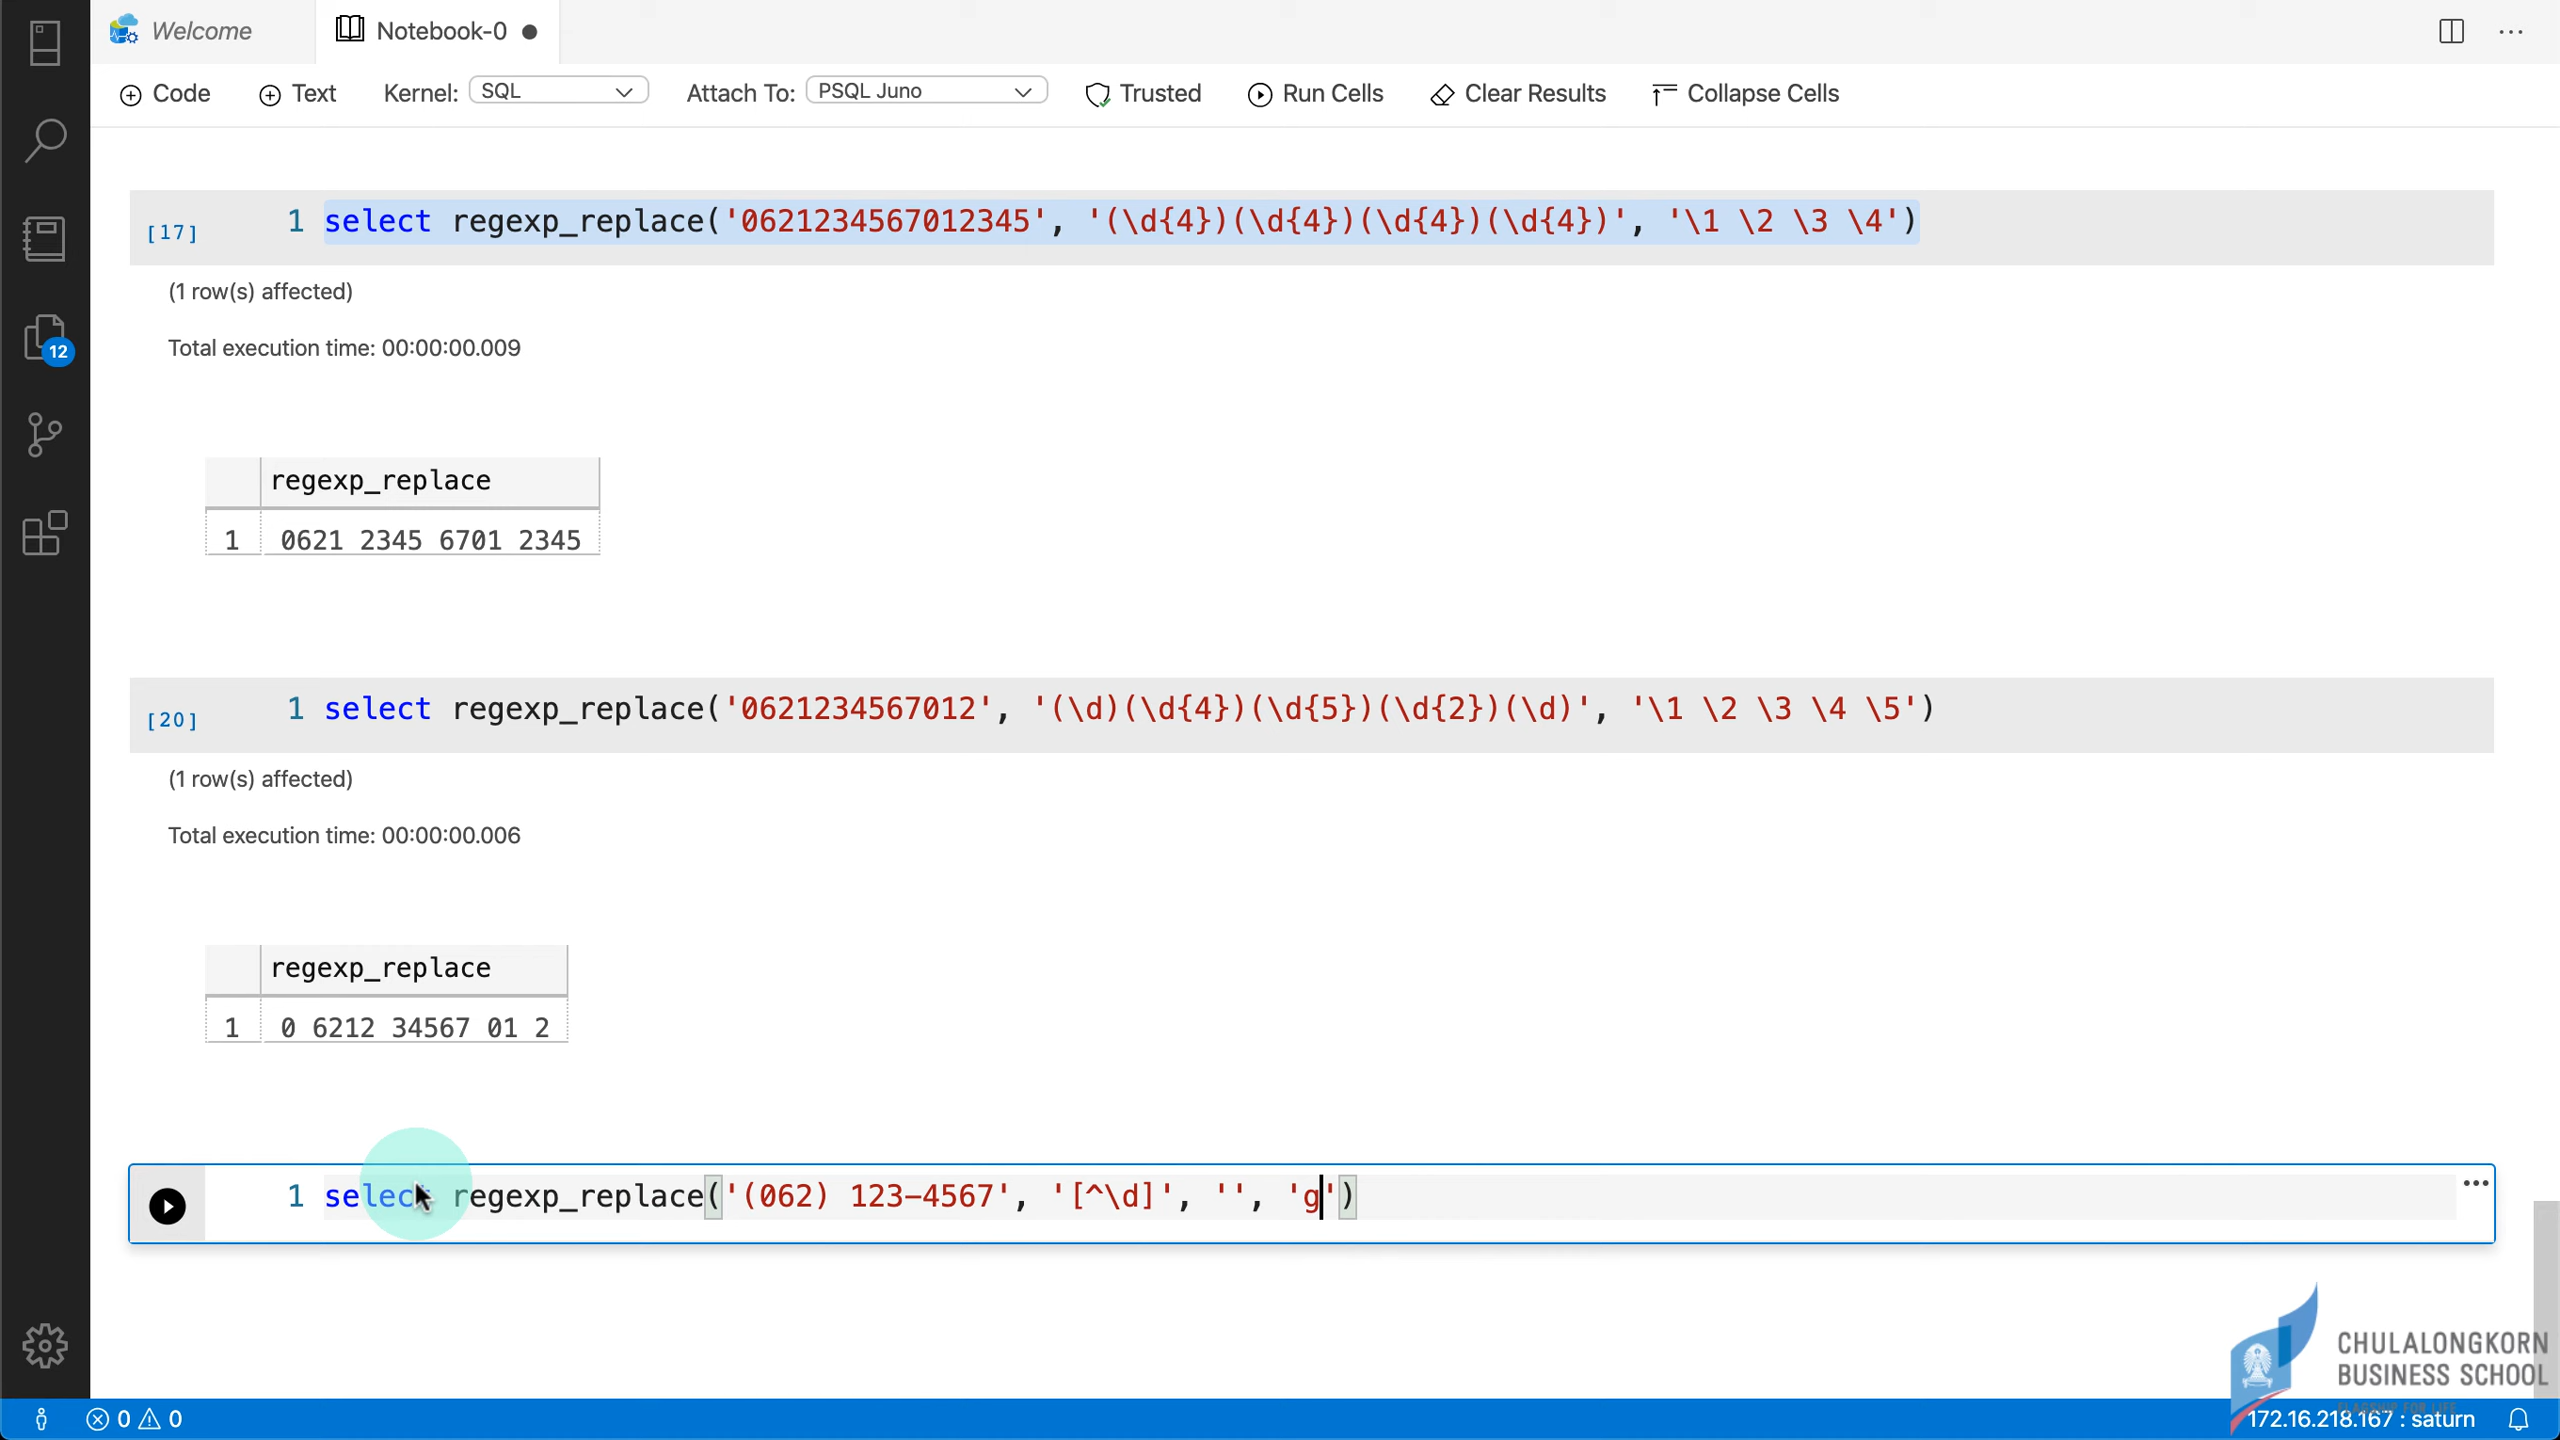 Welcome
Notebook-0
Code Text Kernel: SQL Attach To: PSQL Juno Trusted Run Cells Clear Results Collapse Cells
[17] 1 select regexp_replace('0621234567012345', '(\d{4})(\d{4})(\d{4})(\d{4})', '\1 \2 \3 \4')
(1 row(s) affected)
Total execution time: 00:00:00.009
12
regexp_replace
1 0621 2345 6701 2345
[20] 1 select regexp_replace('0621234567012', '(\d)(\d{4})(\d{5})(\d{2})(\d)', '\1 \2 \3 \4 \5')
(1 row(s) affected)
Total execution time: 00:00:00.006
regexp_replace
1 0 6212 34567 01 2
1 select regexp_replace('(062) 123-4567', '[^\d]', '', 'g')
CHULALONGKORN
BUSINESS SCHOOL
FLAGSHIP FOR LIFE
0 0 172.16.218.167 : saturn